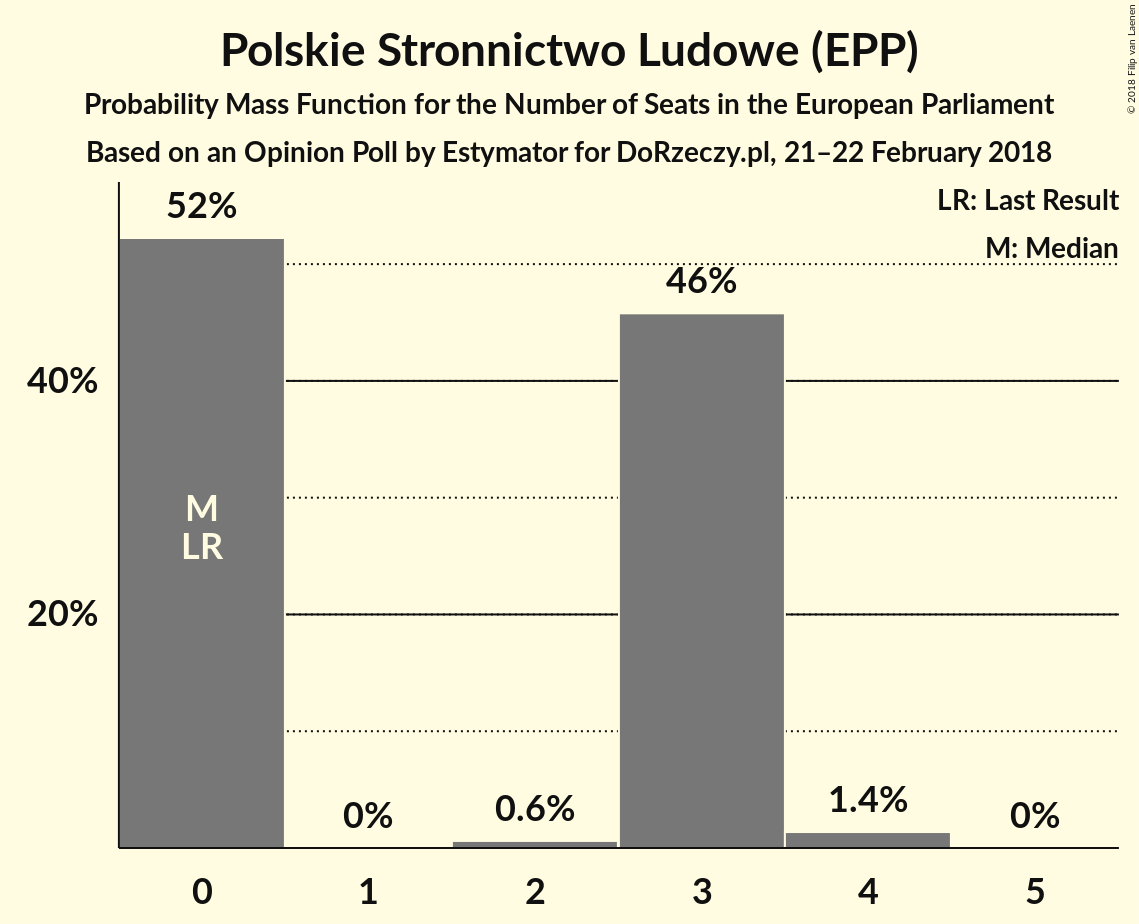 Polskie Stronnictwo Ludowe (EPP)
Probability Mass Function for the Number of Seats in the European Parliament
Based on an Opinion Poll by Estymator for DoRzeczy.pl, 21–22 February 2018
© 2018 Filip van Laenen
LR: Last Result
M: Median
52%
46%
40%
M
LR
20%
0%
0.6%
1.4%
0%
0 1 2 3 4 5